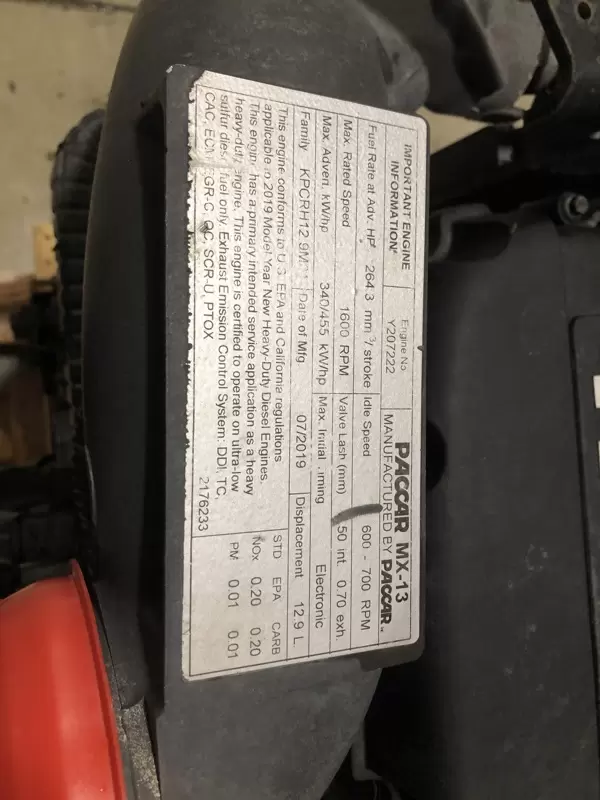 IMPORTANT ENGINE INFORMATION
Engine No.
Y207222
PACCAR MX-13
MANUFACTURED BY PACCAR
Fuel Rate at Adv. HP 264.3 mm³/ stroke Idle Speed 600 - 700 RPM
Max. Rated Speed 1600 RPM Valve Lash (mm) 50 int. 0.70 exh.
Max. Advert. kW/hp 340/455 kW/hp Max. Initial Electronic
Family Date of Mfg 07/2019 Displacement 12.9 L
This engine conforms to U.S. EPA and California regulations
applicable to 2019 Model Year New Heavy-Duty Diesel Engines.
This engine has a primary intended service application as a heavy
heavy-duty engine. This engine is certified to operate on ultra-low
sulfur diesel fuel only. Exhaust Emission Control System: DDI, TC,
CAC, SCR-U, PTOX
2176233
STD EPA CARB
NOx 0.20 0.20
PM 0.01 0.01